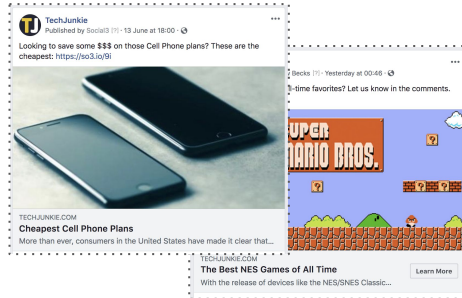 TJ
TechJunkie
Published by Social3 [?] · 13 June at 18:00 ·
Looking to save some $$$ on those Cell Phone plans? These are the
cheapest: https://so3.io/9i
TECHJUNKIE.COM
Cheapest Cell Phone Plans
More than ever, consumers in the United States have made it clear that...
Becks [?] · Yesterday at 00:46 ·
-time favorites? Let us know in the comments.
UPER
MARIO BROS.
?
?
? ?
TECHJUNKIE.COM
The Best NES Games of All Time
With the release of devices like the NES/SNES Classic...
Learn More